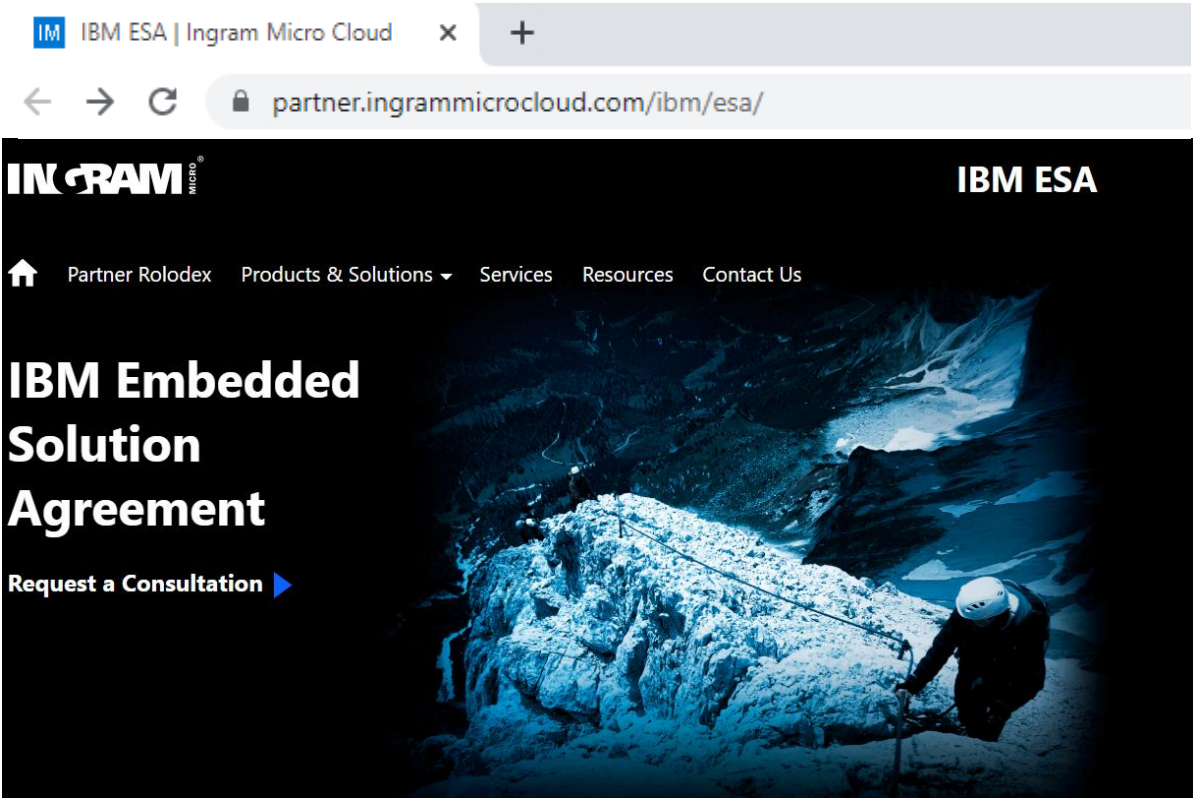 IM IBM ESA | Ingram Micro Cloud
partner.ingrammicrocloud.com/ibm/esa/
INGRAM MICRO® IBM ESA
Partner Rolodex Products & Solutions Services Resources Contact Us
IBM Embedded
Solution
Agreement
Request a Consultation